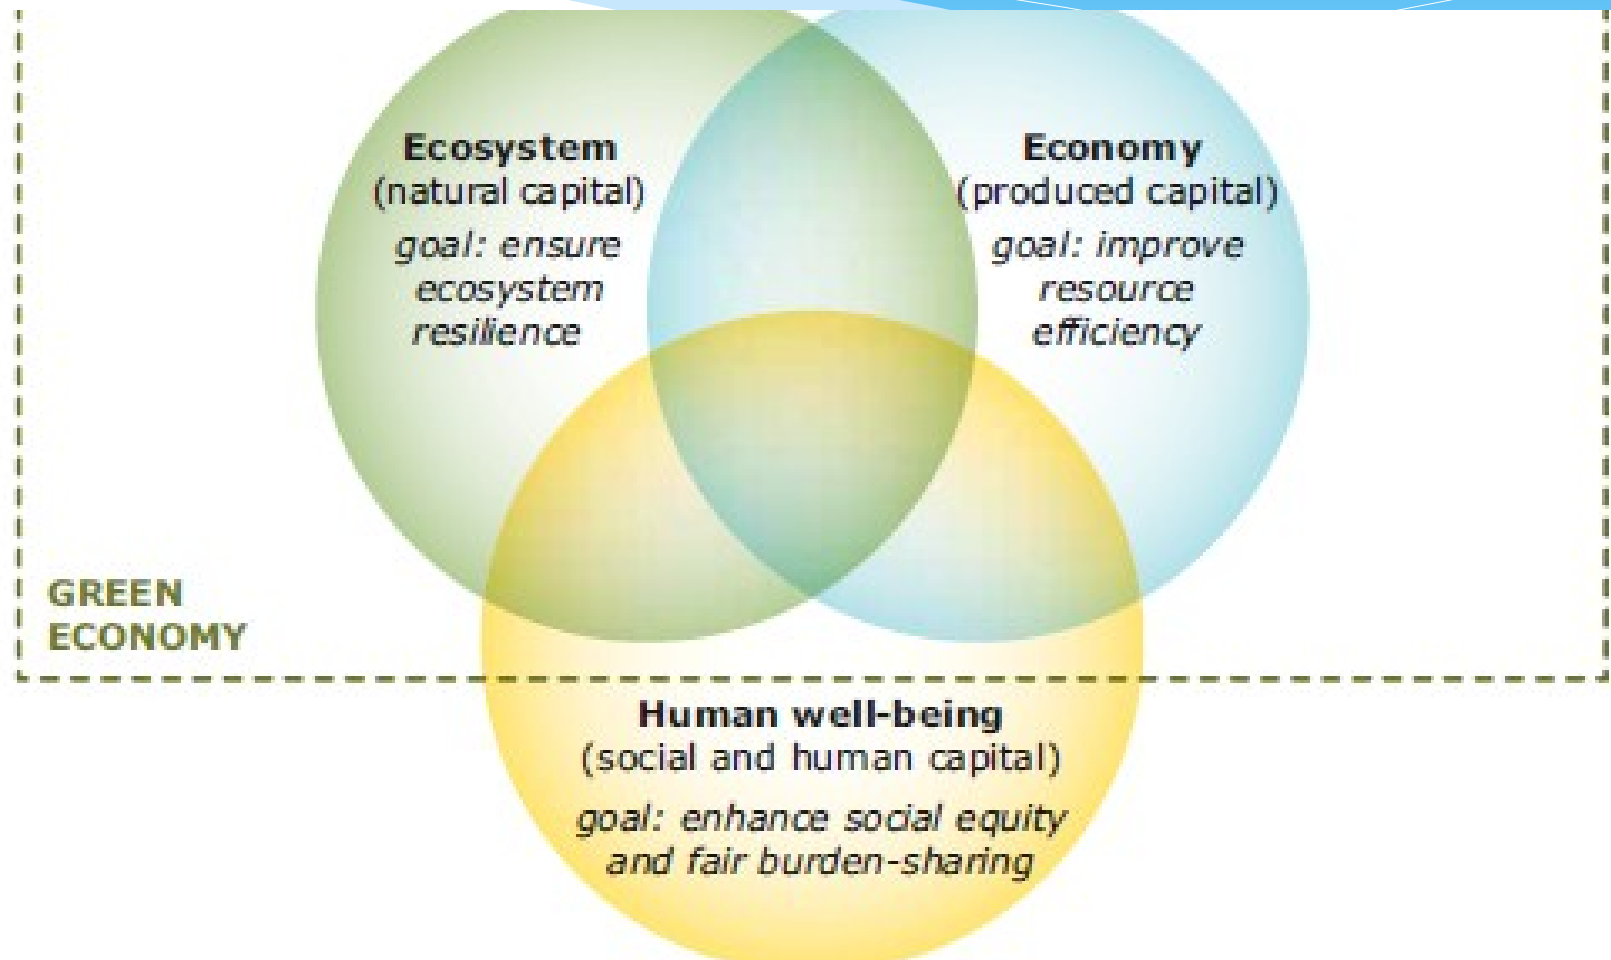 Ecosystem
(natural capital)
goal: ensure
ecosystem
resilience
Economy
(produced capital)
goal: improve
resource
efficiency
GREEN
ECONOMY
Human well-being
(social and human capital)
goal: enhance social equity
and fair burden-sharing